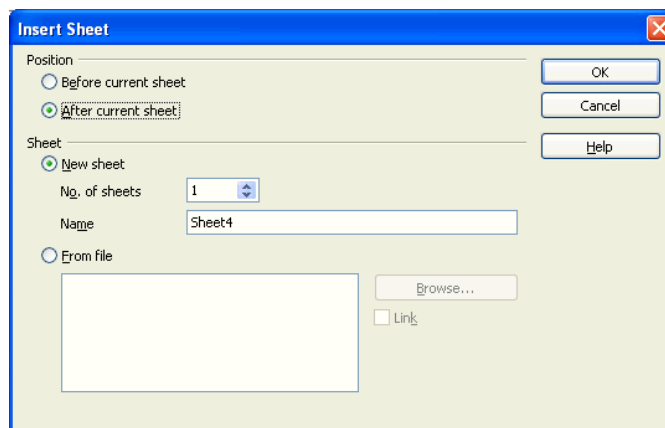 Insert Sheet
Position
Before current sheet
After current sheet
OK
Cancel
Help
Sheet
New sheet
No. of sheets 1
Name Sheet4
From file
Browse...
Link